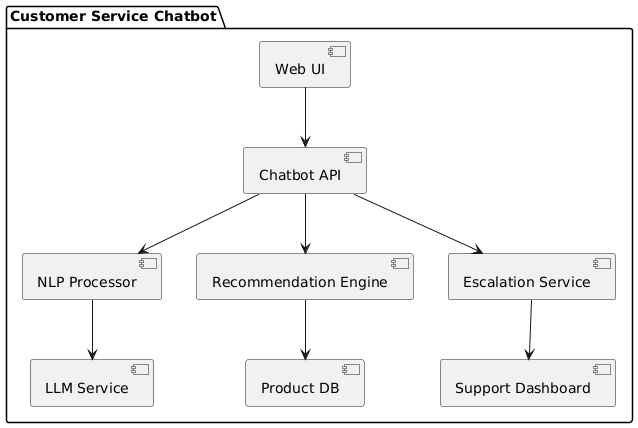 Customer Service Chatbot
Web UI
Chatbot API
NLP Processor
Recommendation Engine
Escalation Service
LLM Service
Product DB
Support Dashboard